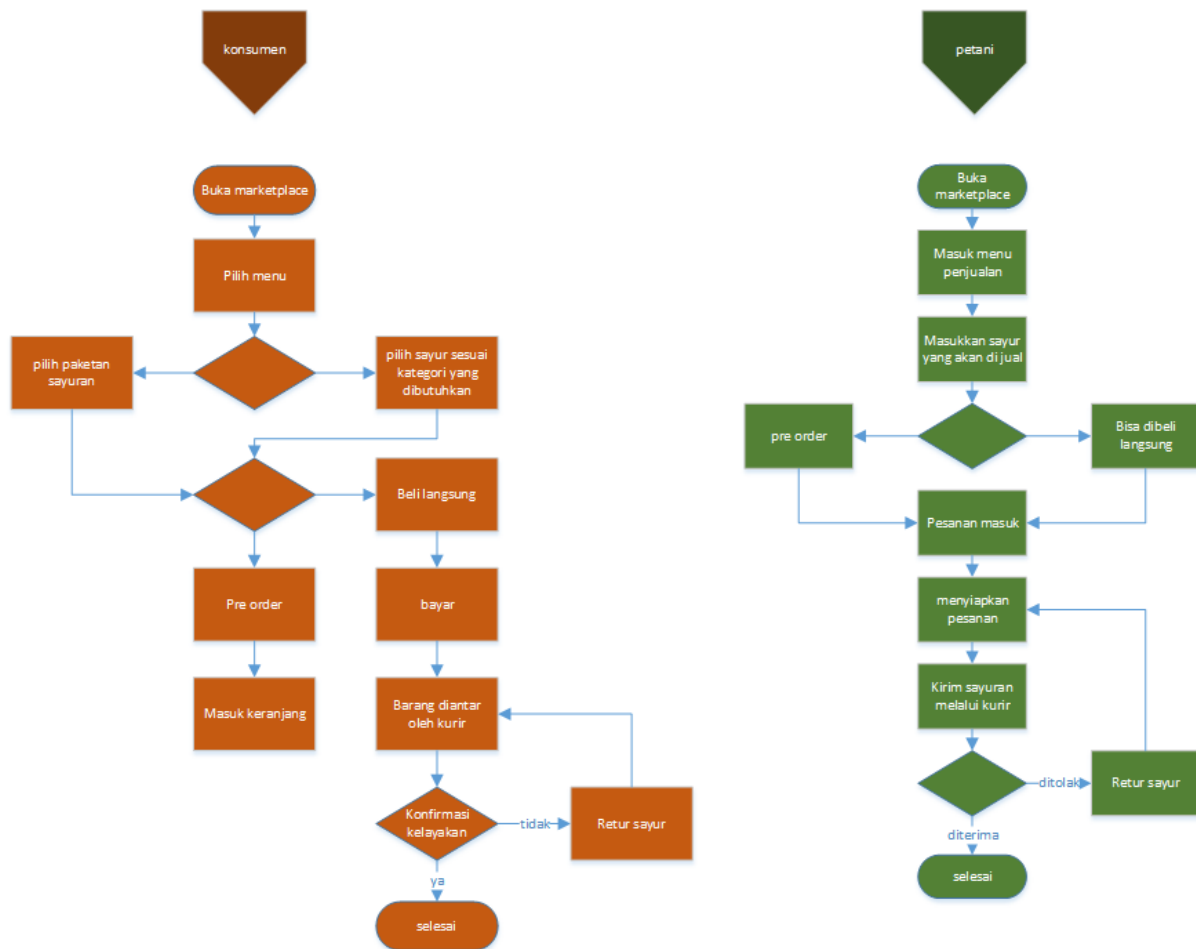 konsumen
Buka marketplace
Pilih menu
pilih paketan
sayuran
pilih sayur sesuai
kategori yang
dibutuhkan
Beli langsung
Pre order
bayar
Masuk keranjang
Barang diantar
oleh kurir
Konfirmasi
kelayakan
tidak
Retur sayur
ya
selesai
petani
Buka
marketplace
Masuk menu
penjualan
Masukkan sayur
yang akan di jual
pre order
Bisa dibeli
langsung
Pesanan masuk
menyiapkan
pesanan
Kirim sayuran
melalui kurir
ditolak
Retur sayur
diterima
selesai